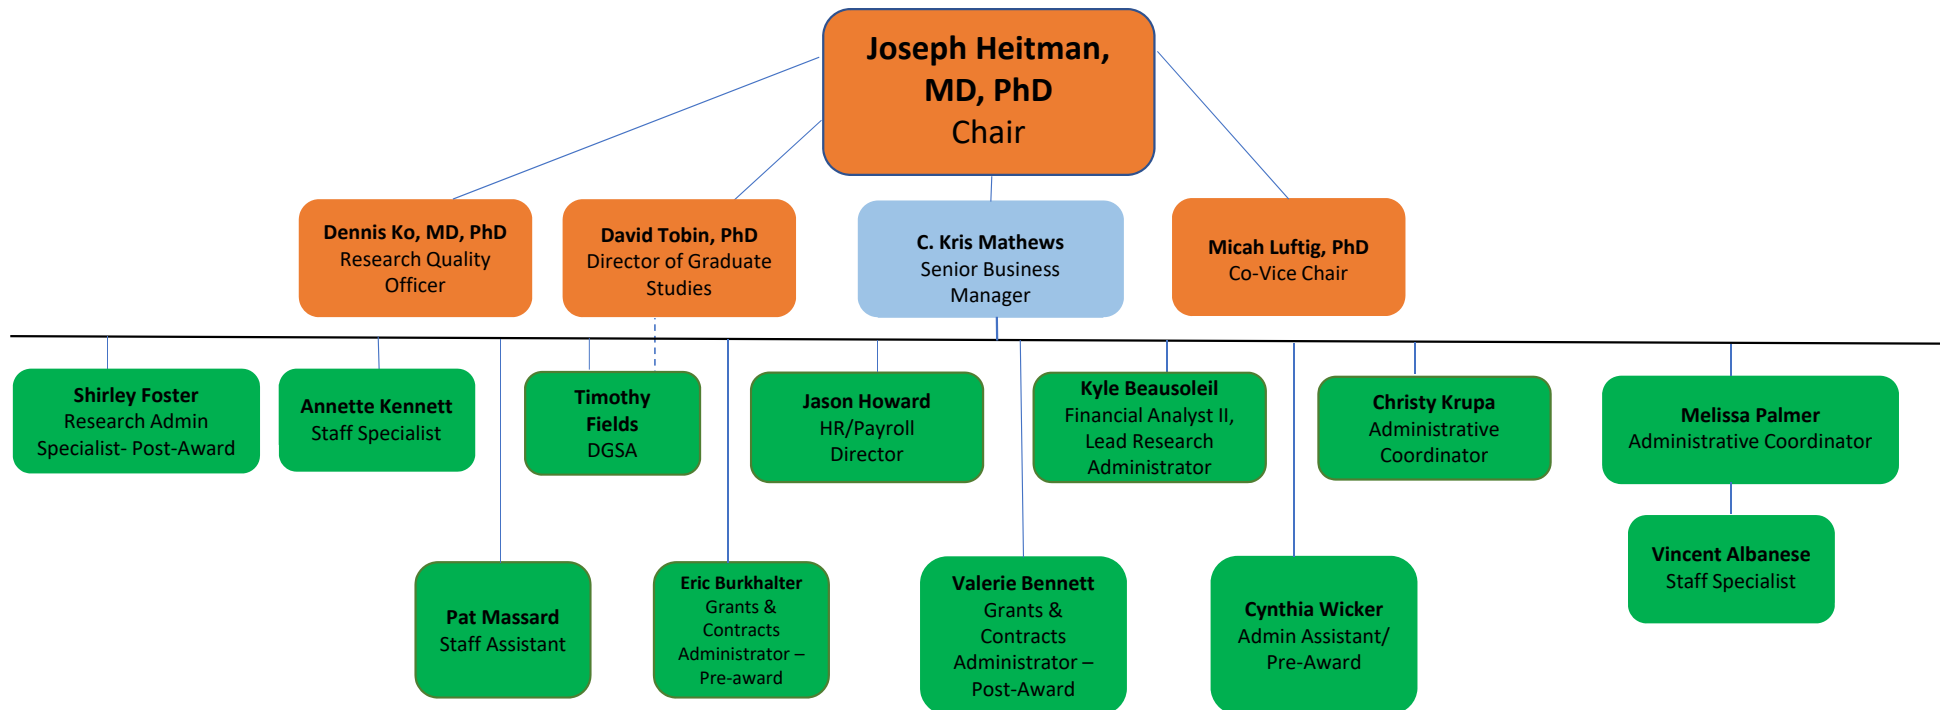 Joseph Heitman,
MD, PhD
Chair
Dennis Ko, MD, PhD
Research Quality
Officer
David Tobin, PhD
Director of Graduate
Studies
C. Kris Mathews
Senior Business
Manager
Micah Luftig, PhD
Co-Vice Chair
Shirley Foster
Research Admin
Specialist- Post-Award
Annette Kennett
Staff Specialist
Timothy
Fields
DGSA
Jason Howard
HR/Payroll
Director
Kyle Beausoleil
Financial Analyst II,
Lead Research
Administrator
Christy Krupa
Administrative
Coordinator
Melissa Palmer
Administrative Coordinator
Pat Massard
Staff Assistant
Eric Burkhalter
Grants &
Contracts
Administrator –
Pre-award
Valerie Bennett
Grants &
Contracts
Administrator –
Post-Award
Cynthia Wicker
Admin Assistant/
Pre-Award
Vincent Albanese
Staff Specialist